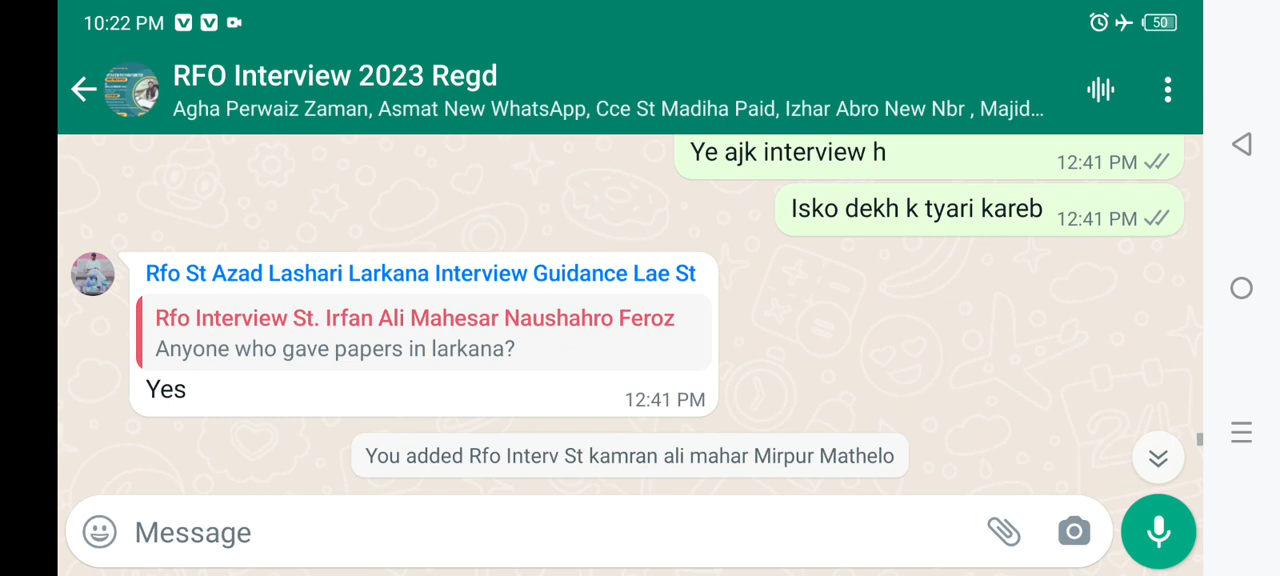 10:22 PM
50
RFO Interview 2023 Regd
Agha Perwaiz Zaman, Asmat New WhatsApp, Cce St Madiha Paid, Izhar Abro New Nbr , Majid...
Ye ajk interview h
12:41 PM
Isko dekh k tyari kareb
12:41 PM
Rfo St Azad Lashari Larkana Interview Guidance Lae St
Rfo Interview St. Irfan Ali Mahesar Naushahro Feroz
Anyone who gave papers in larkana?
Yes
12:41 PM
You added Rfo Interv St kamran ali mahar Mirpur Mathelo
Message